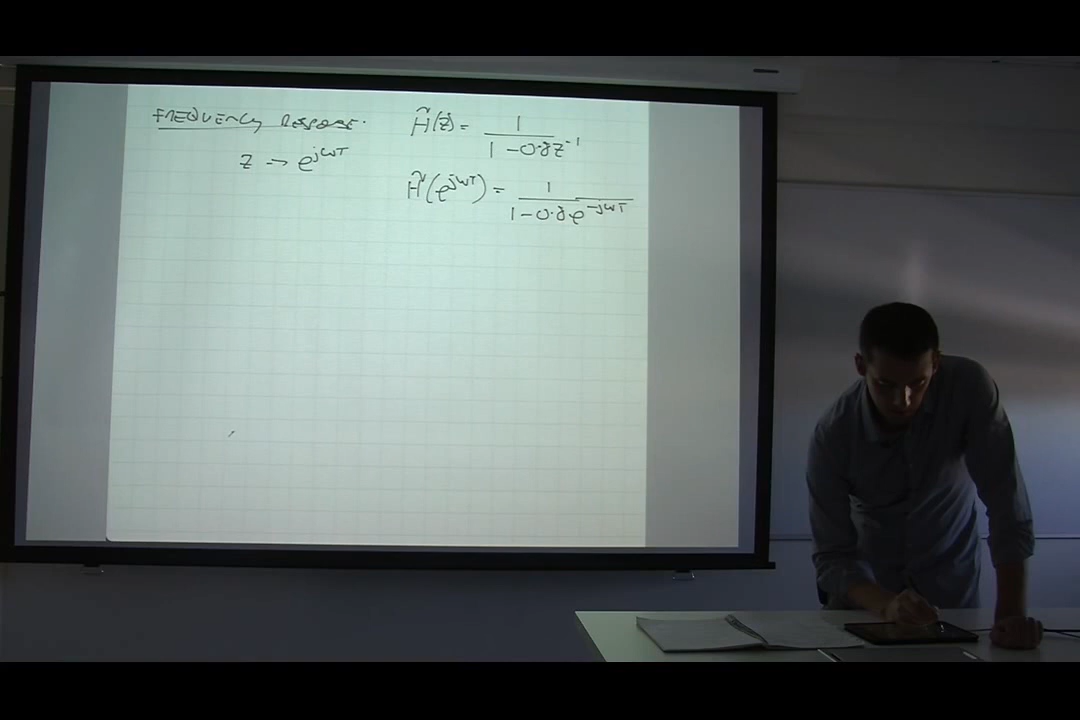 FREQUENCY RESPONSE.
z → e^{jωT}
H̃(z) = 1 / (1 - 0.8z^{-1})
H̃(e^{jωT}) = 1 / (1 - 0.8e^{-jωT})